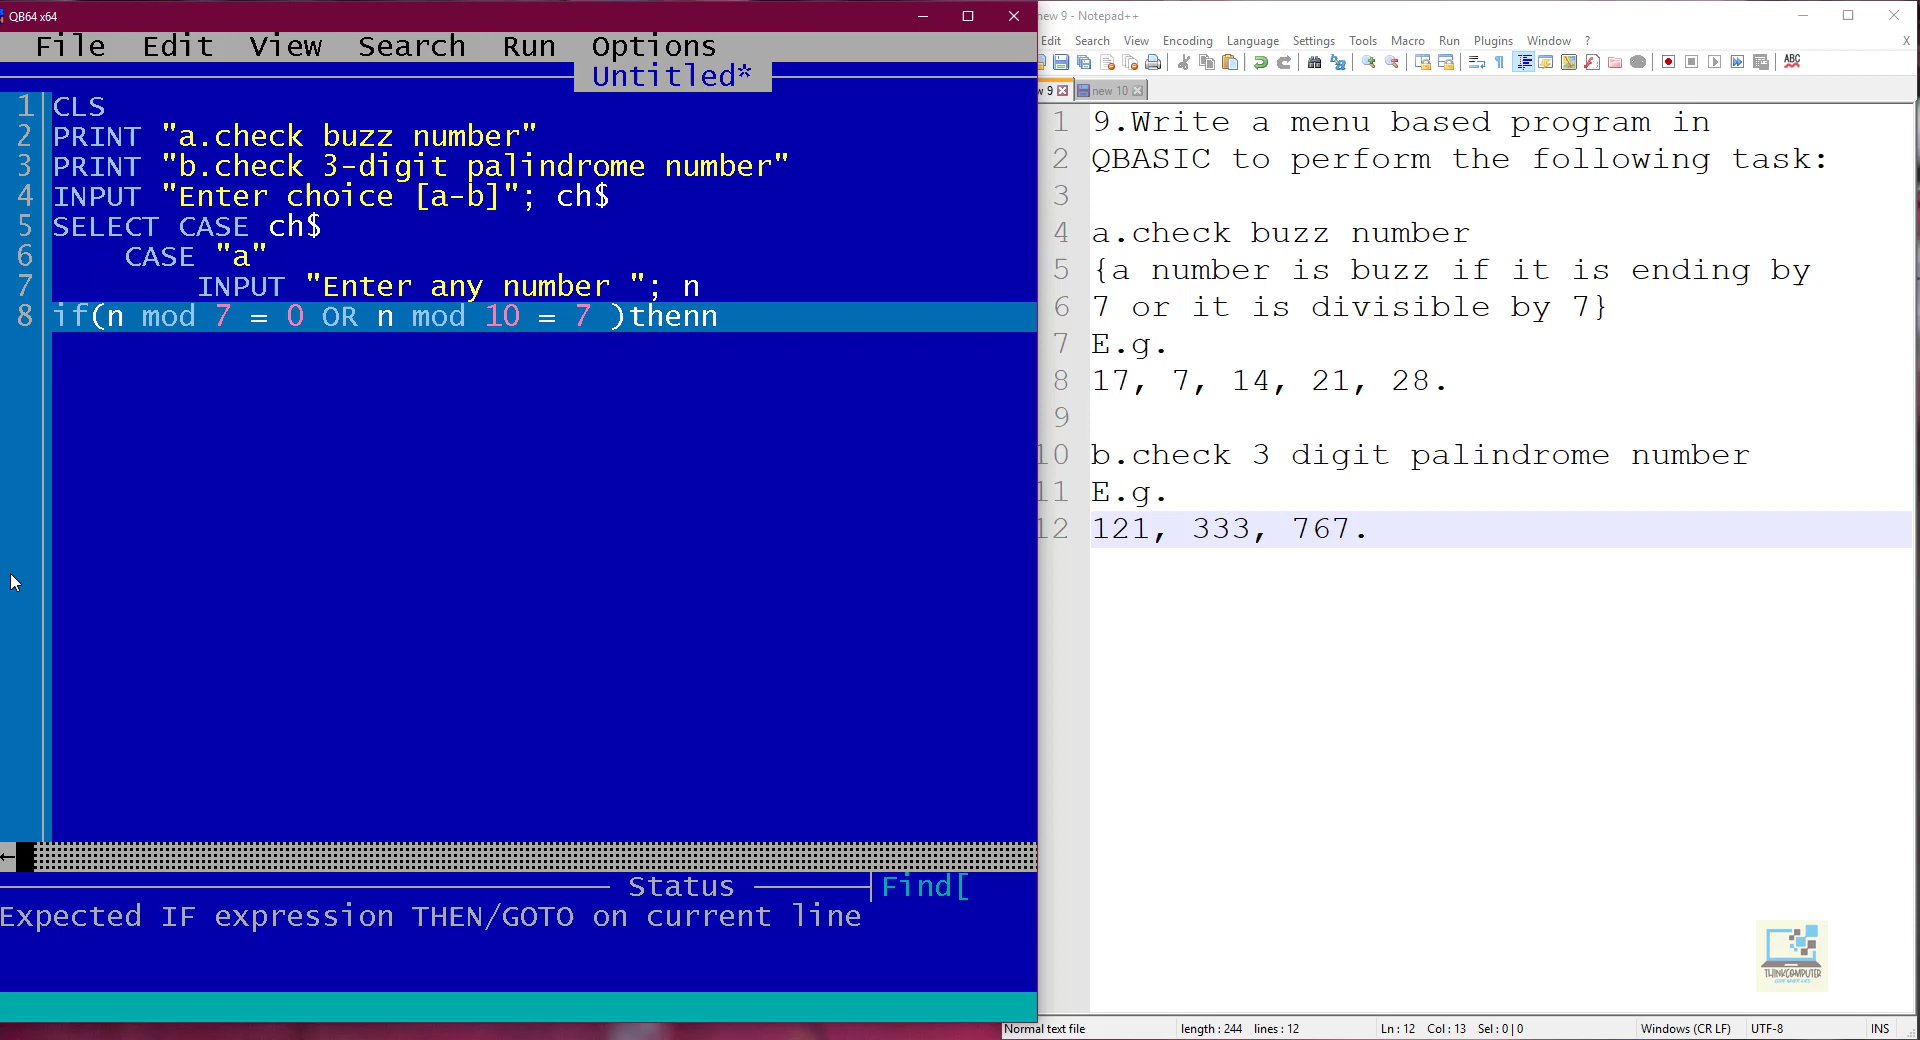 QB64 x64
File Edit View Search Run Options
Untitled*
1 CLS
2 PRINT "a.check buzz number"
3 PRINT "b.check 3-digit palindrome number"
4 INPUT "Enter choice [a-b]"; ch$
5 SELECT CASE ch$
6 CASE "a"
7 INPUT "Enter any number "; n
8 if(n mod 7 = 0 OR n mod 10 = 7 )thenn
Status
Find[
Expected IF expression THEN/GOTO on current line
new 9 - Notepad++
Edit Search View Encoding Language Settings Tools Macro Run Plugins Window ? X
ABC
w 9 new 10
1 9.Write a menu based program in
2 QBASIC to perform the following task:
3
4 a.check buzz number
5 {a number is buzz if it is ending by
6 7 or it is divisible by 7}
7 E.g.
8 17, 7, 14, 21, 28.
9
10 b.check 3 digit palindrome number
11 E.g.
12 121, 333, 767.
THINKCOMPUTER
CODE NEVER LIES
Normal text file length : 244 lines : 12 Ln : 12 Col : 13 Sel : 0 | 0 Windows (CR LF) UTF-8 INS